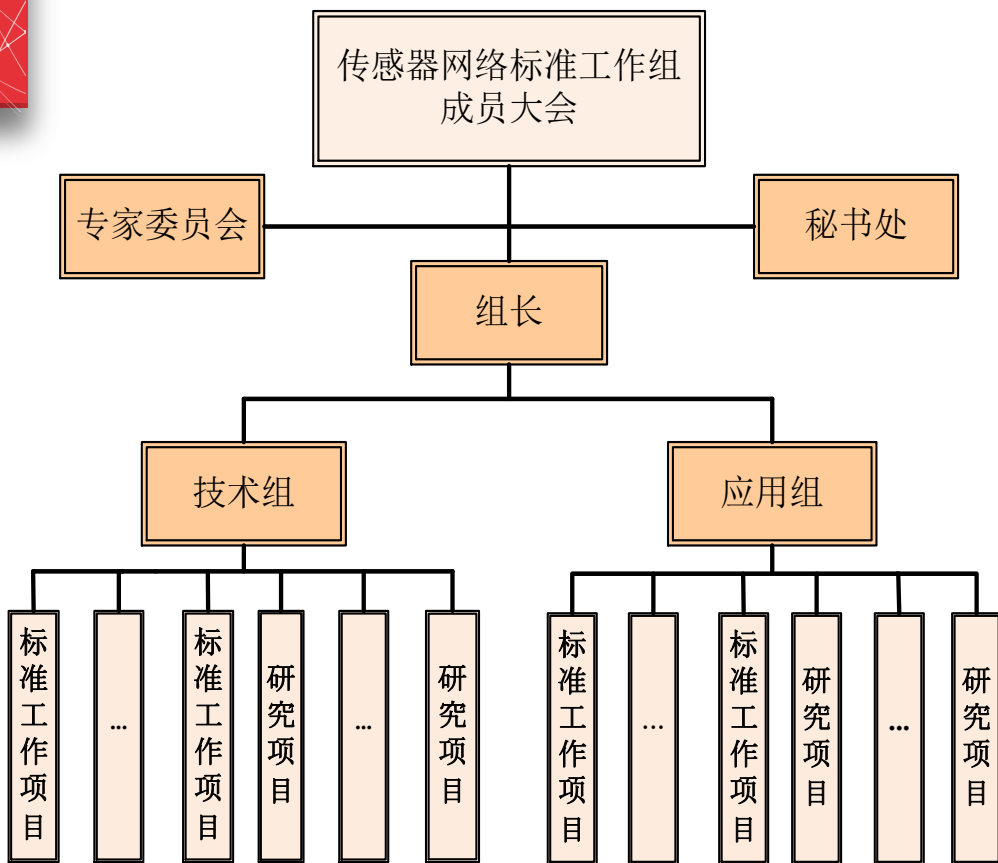 传感器网络标准工作组
成员大会
专家委员会
秘书处
组长
技术组
应用组
标准工作项目
...
标准工作项目
研究项目
...
研究项目
标准工作项目
...
标准工作项目
研究项目
...
研究项目